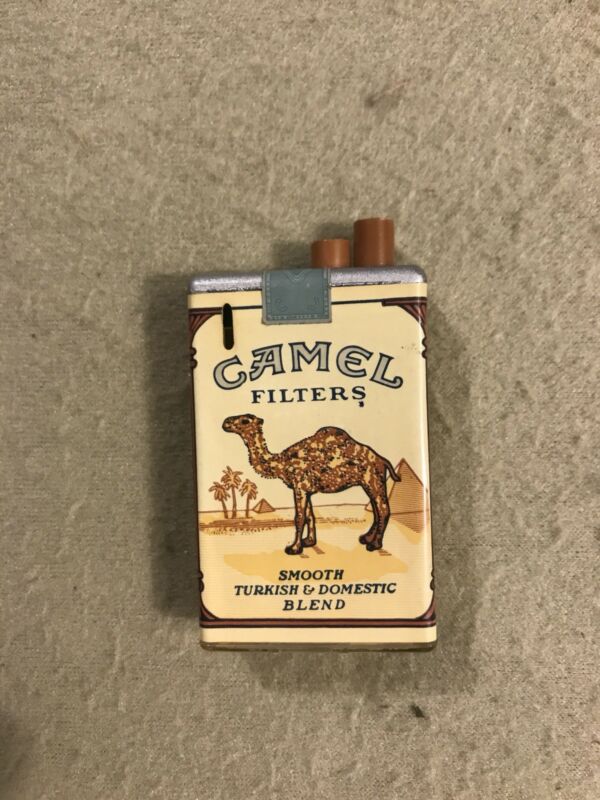 CAMEL
FILTERS
SMOOTH
TURKISH & DOMESTIC
BLEND